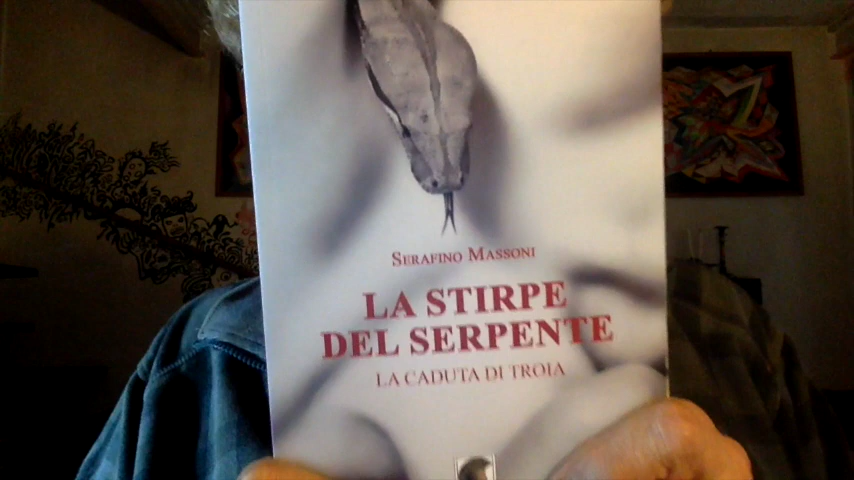 Serafino Massoni
LA STIRPE
DEL SERPENTE
LA CADUTA DI TROIA